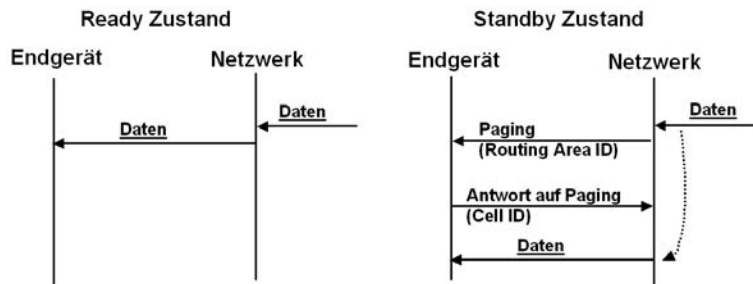 Ready Zustand
Endgerät
Netzwerk
Daten
Daten
Standby Zustand
Endgerät
Netzwerk
Daten
Paging
(Routing Area ID)
Antwort auf Paging
(Cell ID)
Daten